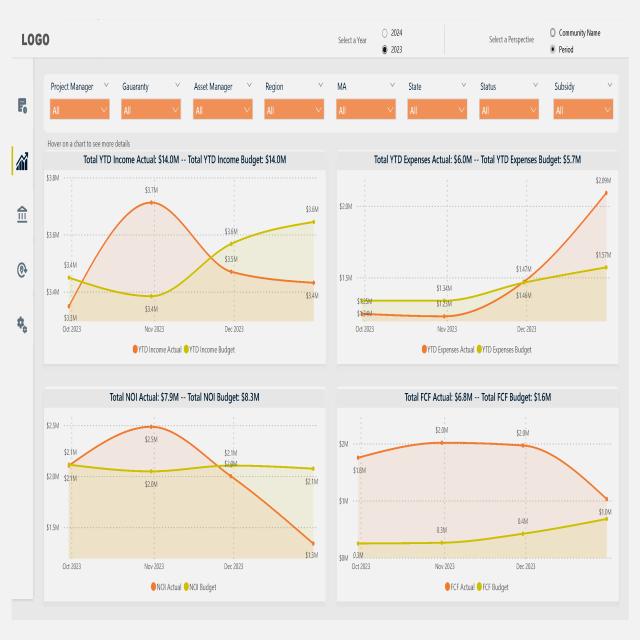 LOGO
Select a Year
2024
2023
Select a Perspective
Community Name
Period
Project Manager
Gauaranty
Asset Manager
Region
MA
State
Status
Subsidy
All
All
All
All
All
All
All
All
Hover on a chart to see more details
Total YTD Income Actual: $14.0M -- Total YTD Income Budget: $14.0M
$3.8M
$3.6M
$3.4M
$3.4M
$3.3M
$3.7M
$3.4M
$3.6M
$3.5M
$3.6M
$3.4M
Oct 2023
Nov 2023
Dec 2023
YTD Income Actual
YTD Income Budget
Total YTD Expenses Actual: $6.0M -- Total YTD Expenses Budget: $5.7M
$2.0M
$1.5M
$1.34M
$1.47M
$1.46M
$2.09M
$1.57M
Oct 2023
Nov 2023
Dec 2023
YTD Expenses Actual
YTD Expenses Budget
Total NOI Actual: $7.9M -- Total NOI Budget: $8.3M
$2.5M
$2.0M
$1.5M
$2.1M
$2.1M
$2.5M
$2.0M
$2.1M
$2.1M
$1.3M
Oct 2023
Nov 2023
Dec 2023
NOI Actual
NOI Budget
Total FCF Actual: $6.8M -- Total FCF Budget: $1.6M
$2M
$1M
$0M
$1.8M
0.3M
$2.0M
0.3M
$2.0M
0.4M
$1.0M
Oct 2023
Nov 2023
Dec 2023
FCF Actual
FCF Budget